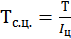 Тс.ц. = Т/Iц